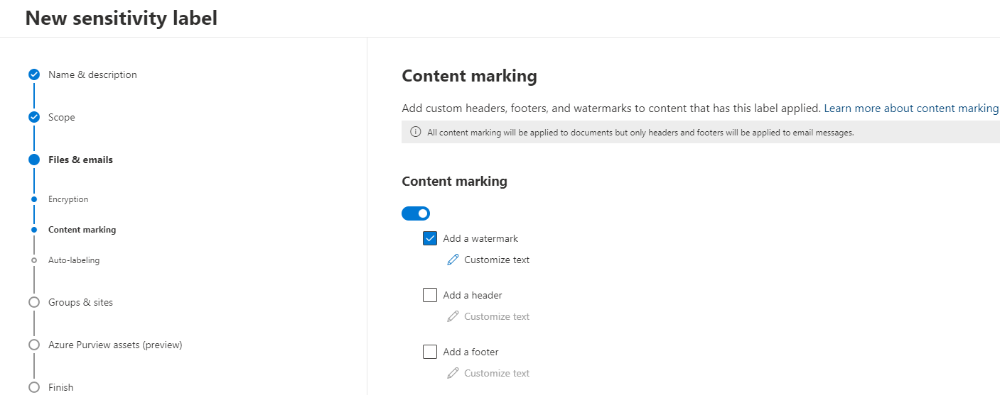 New sensitivity label
Name & description
Scope
Files & emails
Encryption
Content marking
Auto-labeling
Groups & sites
Azure Purview assets (preview)
Finish
Content marking
Add custom headers, footers, and watermarks to content that has this label applied. Learn more about content marking
All content marking will be applied to documents but only headers and footers will be applied to email messages.
Content marking
Add a watermark
Customize text
Add a header
Customize text
Add a footer
Customize text